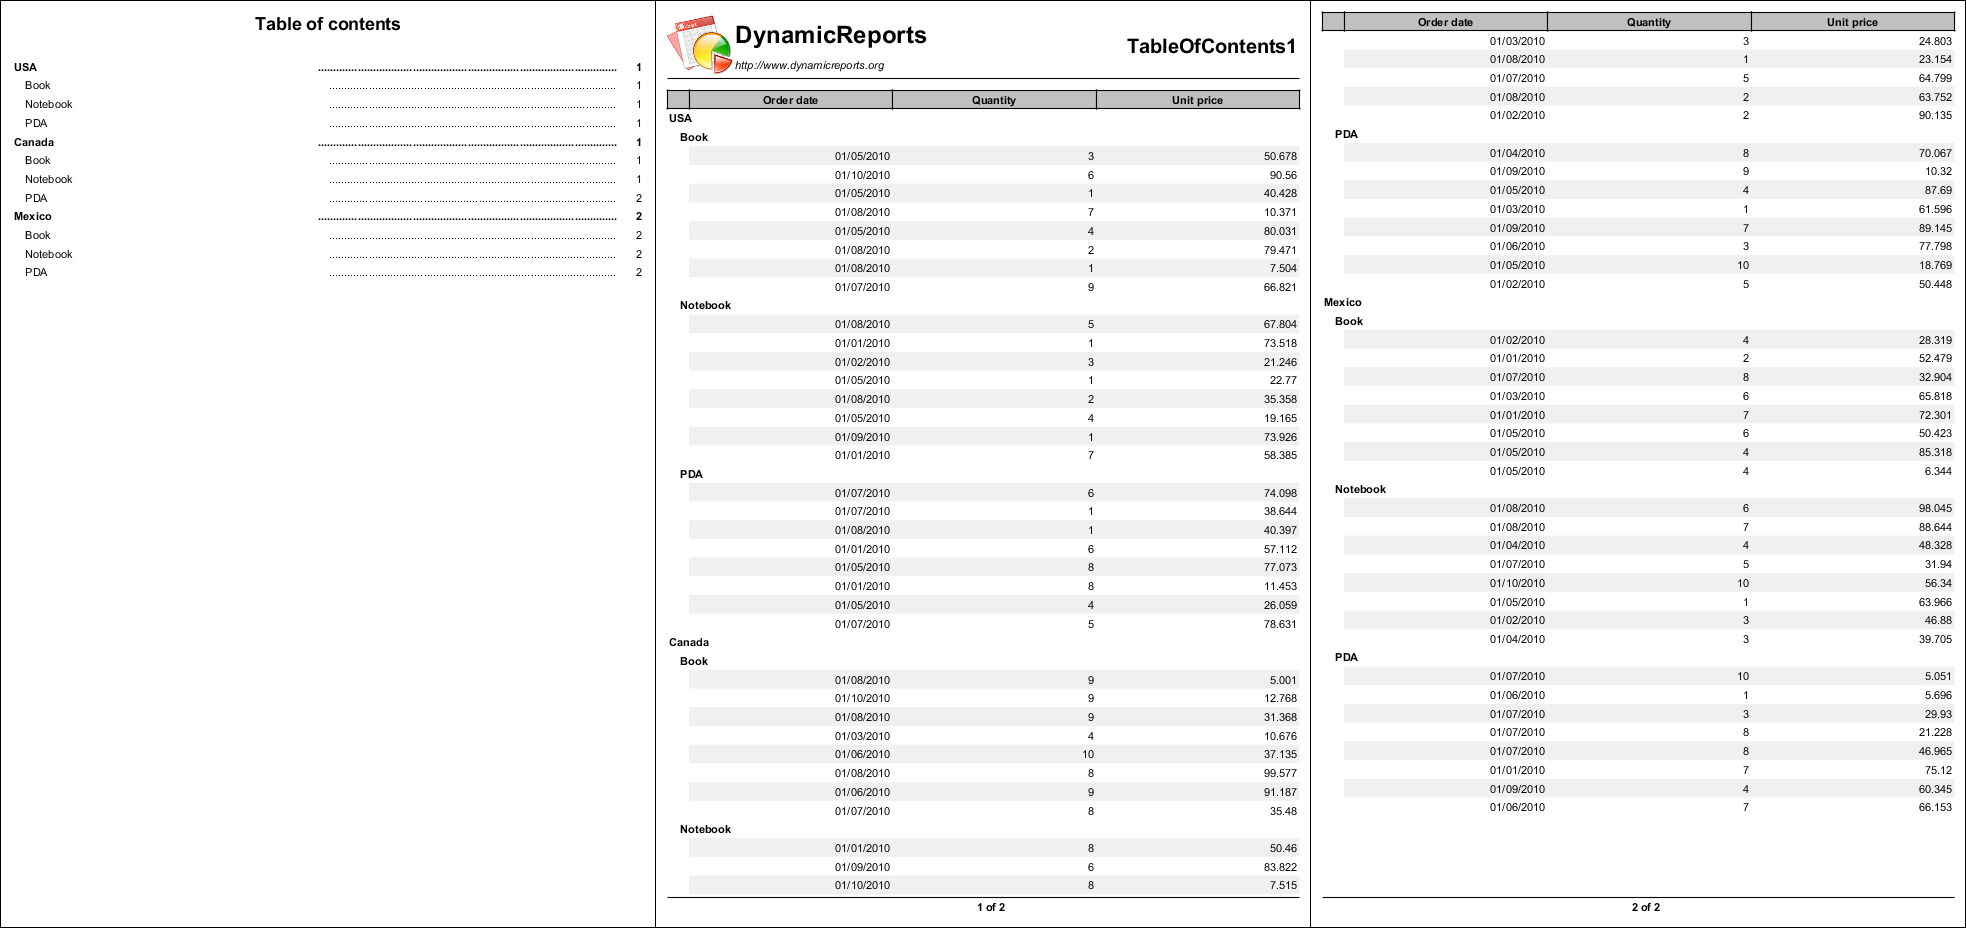 Table of contents
USA ........................................................................................................ 1
Book .................................................................................................... 1
Notebook .................................................................................................... 1
PDA .................................................................................................... 1
Canada ........................................................................................................ 1
Book .................................................................................................... 1
Notebook .................................................................................................... 1
PDA .................................................................................................... 2
Mexico ........................................................................................................ 2
Book .................................................................................................... 2
Notebook .................................................................................................... 2
PDA .................................................................................................... 2
DynamicReports
TableOfContents1
http://www.dynamicreports.org
Order date Quantity Unit price
USA
Book
01/05/2010 3 50.678
01/10/2010 6 90.56
01/05/2010 1 40.428
01/08/2010 7 10.371
01/05/2010 4 80.031
01/08/2010 2 79.471
01/08/2010 1 7.504
01/07/2010 9 66.821
Notebook
01/08/2010 5 67.804
01/01/2010 1 73.518
01/02/2010 3 21.246
01/05/2010 1 22.77
01/08/2010 2 35.358
01/05/2010 4 19.165
01/09/2010 1 73.926
01/01/2010 7 58.385
PDA
01/07/2010 6 74.098
01/07/2010 1 38.644
01/08/2010 1 40.397
01/01/2010 6 57.112
01/05/2010 8 77.073
01/01/2010 8 11.453
01/05/2010 4 26.059
01/07/2010 5 78.631
Canada
Book
01/08/2010 9 5.001
01/10/2010 9 12.768
01/08/2010 9 31.368
01/03/2010 4 10.676
01/06/2010 10 37.135
01/08/2010 8 99.577
01/06/2010 9 91.187
01/07/2010 8 35.48
Notebook
01/01/2010 8 50.46
01/09/2010 6 83.822
01/10/2010 8 7.515
1 of 2
Order date Quantity Unit price
01/03/2010 3 24.803
01/08/2010 1 23.154
01/07/2010 5 64.799
01/08/2010 2 63.752
01/02/2010 2 90.135
PDA
01/04/2010 8 70.067
01/09/2010 9 10.32
01/05/2010 4 87.69
01/03/2010 1 61.596
01/09/2010 7 89.145
01/06/2010 3 77.798
01/05/2010 10 18.769
01/02/2010 5 50.448
Mexico
Book
01/02/2010 4 28.319
01/01/2010 2 52.479
01/07/2010 8 32.904
01/03/2010 6 65.818
01/01/2010 7 72.301
01/05/2010 6 50.423
01/05/2010 4 85.318
01/05/2010 4 6.344
Notebook
01/08/2010 6 98.045
01/08/2010 7 88.644
01/04/2010 4 48.328
01/07/2010 5 31.94
01/10/2010 10 56.34
01/05/2010 1 63.966
01/02/2010 3 46.88
01/04/2010 3 39.705
PDA
01/07/2010 10 5.051
01/06/2010 1 5.696
01/07/2010 3 29.93
01/07/2010 8 21.228
01/07/2010 8 46.965
01/01/2010 7 75.12
01/09/2010 4 60.345
01/06/2010 7 66.153
2 of 2